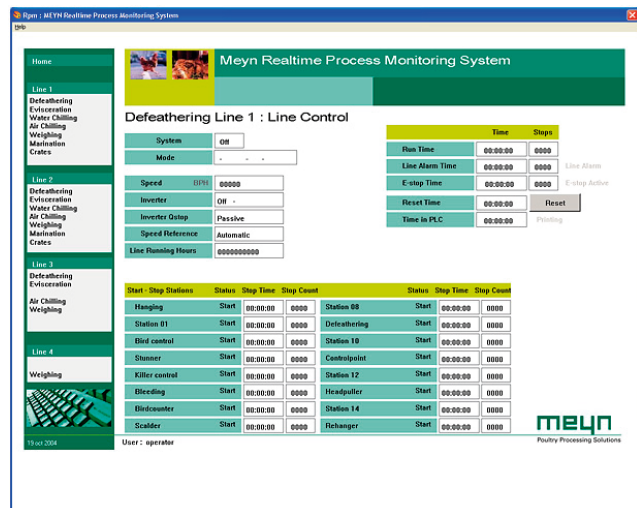 Rpm : MEYN Realtime Process Monitoring System
Help
Home
Meyn Realtime Process Monitoring System
Line 1
Defeathering
Evisceration
Water Chilling
Air Chilling
Weighing
Marination
Crates
Line 2
Defeathering
Evisceration
Water Chilling
Air Chilling
Weighing
Marination
Crates
Line 3
Defeathering
Evisceration
Air Chilling
Weighing
Line 4
Weighing
19 oct 2004
Defeathering Line 1 : Line Control
System Off
Mode - - -
Speed BPH 00000
Inverter Off -
Inverter Qstop Passive
Speed Reference Automatic
Line Running Hours 0000000000
Time Stops
Run Time 00:00:00 0000
Line Alarm Time 00:00:00 0000 Line Alarm
E-stop Time 00:00:00 0000 E-stop Active
Reset Time 00:00:00 Reset
Time in PLC 00:00:00 Printing
Start - Stop Stations Status Stop Time Stop Count Status Stop Time Stop Count
Hanging Start 00:00:00 0000 Station 08 Start 00:00:00 0000
Station 01 Start 00:00:00 0000 Defeathering Start 00:00:00 0000
Bird control Start 00:00:00 0000 Station 10 Start 00:00:00 0000
Stunner Start 00:00:00 0000 Controlpoint Start 00:00:00 0000
Killer control Start 00:00:00 0000 Station 12 Start 00:00:00 0000
Bleeding Start 00:00:00 0000 Headpuller Start 00:00:00 0000
Birdcounter Start 00:00:00 0000 Station 14 Start 00:00:00 0000
Scalder Start 00:00:00 0000 Rehanger Start 00:00:00 0000
User : operator
meyn
Poultry Processing Solutions